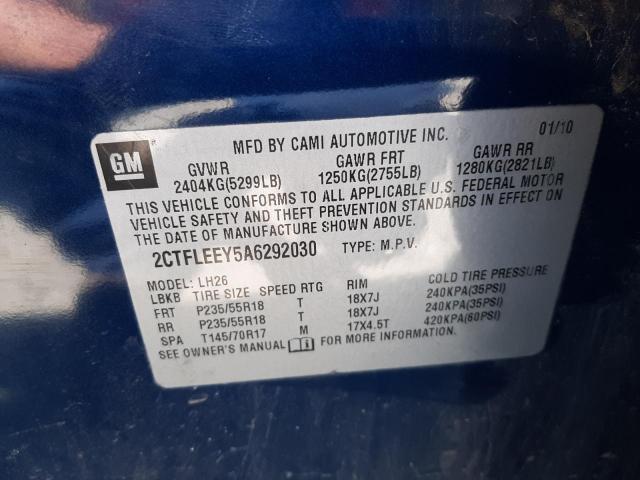 GM
MFD BY CAMI AUTOMOTIVE INC. 01/10
GVWR GAWR FRT GAWR RR
2404KG(5299LB) 1250KG(2755LB) 1280KG(2821LB)
THIS VEHICLE CONFORMS TO ALL APPLICABLE U.S. FEDERAL MOTOR
VEHICLE SAFETY AND THEFT PREVENTION STANDARDS IN EFFECT ON
THE DATE OF MANUFACTURE SHOWN ABOVE.
2CTFLEEY5A6292030 TYPE: M.P.V.
MODEL: LH26
LBKB TIRE SIZE SPEED RTG RIM COLD TIRE PRESSURE
FRT P235/55R18 T 18X7J 240KPA(35PSI)
RR P235/55R18 T 18X7J 240KPA(35PSI)
SPA T145/70R17 M 17X4.5T 420KPA(60PSI)
SEE OWNER'S MANUAL FOR MORE INFORMATION.